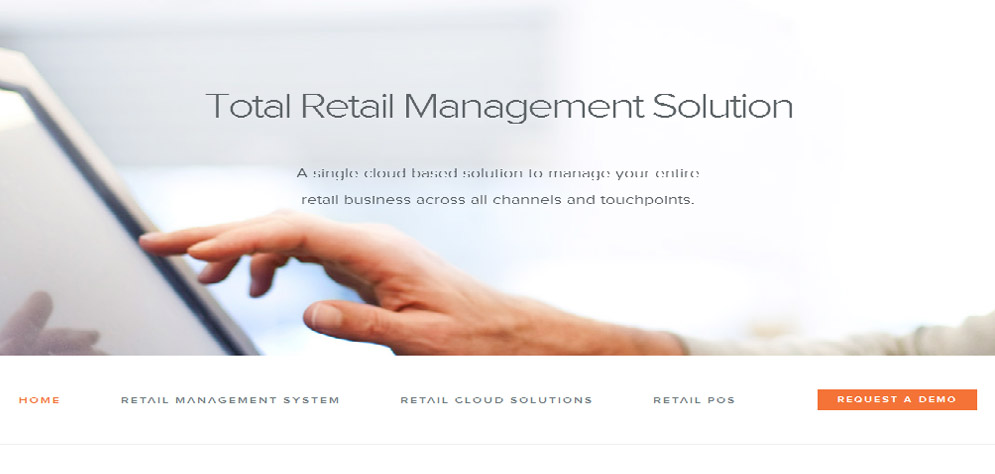 Total Retail Management Solution
A single cloud based solution to manage your entire
retail business across all channels and touchpoints.
HOME RETAIL MANAGEMENT SYSTEM RETAIL CLOUD SOLUTIONS RETAIL POS REQUEST A DEMO